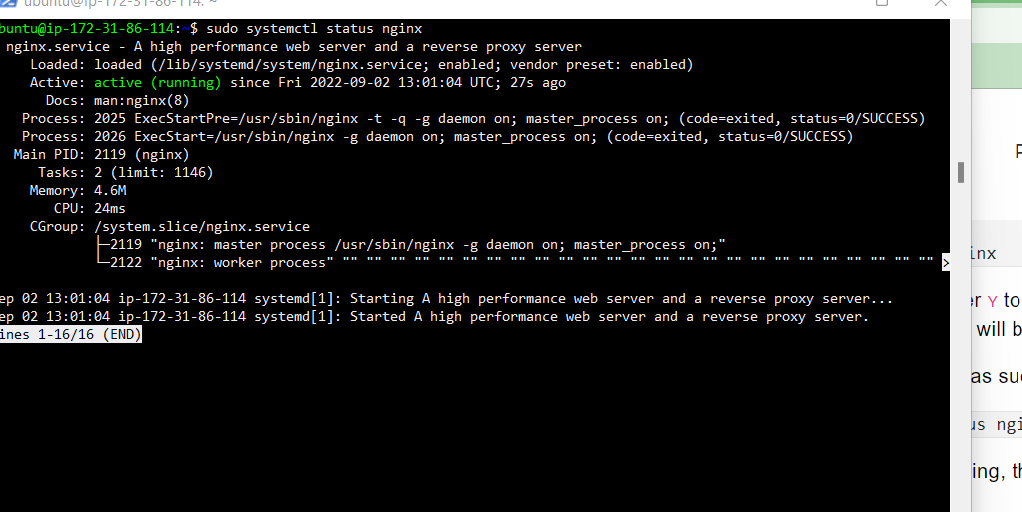 ubuntu@ip-172-31-86-114: ~
buntu@ip-172-31-86-114:~$ sudo systemctl status nginx
nginx.service - A high performance web server and a reverse proxy server
Loaded: loaded (/lib/systemd/system/nginx.service; enabled; vendor preset: enabled)
Active: active (running) since Fri 2022-09-02 13:01:04 UTC; 27s ago
Docs: man:nginx(8)
Process: 2025 ExecStartPre=/usr/sbin/nginx -t -q -g daemon on; master_process on; (code=exited, status=0/SUCCESS)
Process: 2026 ExecStart=/usr/sbin/nginx -g daemon on; master_process on; (code=exited, status=0/SUCCESS)
Main PID: 2119 (nginx)
Tasks: 2 (limit: 1146)
Memory: 4.6M
CPU: 24ms
CGroup: /system.slice/nginx.service
├─2119 "nginx: master process /usr/sbin/nginx -g daemon on; master_process on;"
└─2122 "nginx: worker process" "" "" "" "" "" "" "" "" "" "" "" "" "" "" "" "" "" "" "" "" "" "" "" "" "">
ep 02 13:01:04 ip-172-31-86-114 systemd[1]: Starting A high performance web server and a reverse proxy server...
ep 02 13:01:04 ip-172-31-86-114 systemd[1]: Started A high performance web server and a reverse proxy server.
ines 1-16/16 (END)
inx
er Y to
will b
as su
us ngi
ing, t